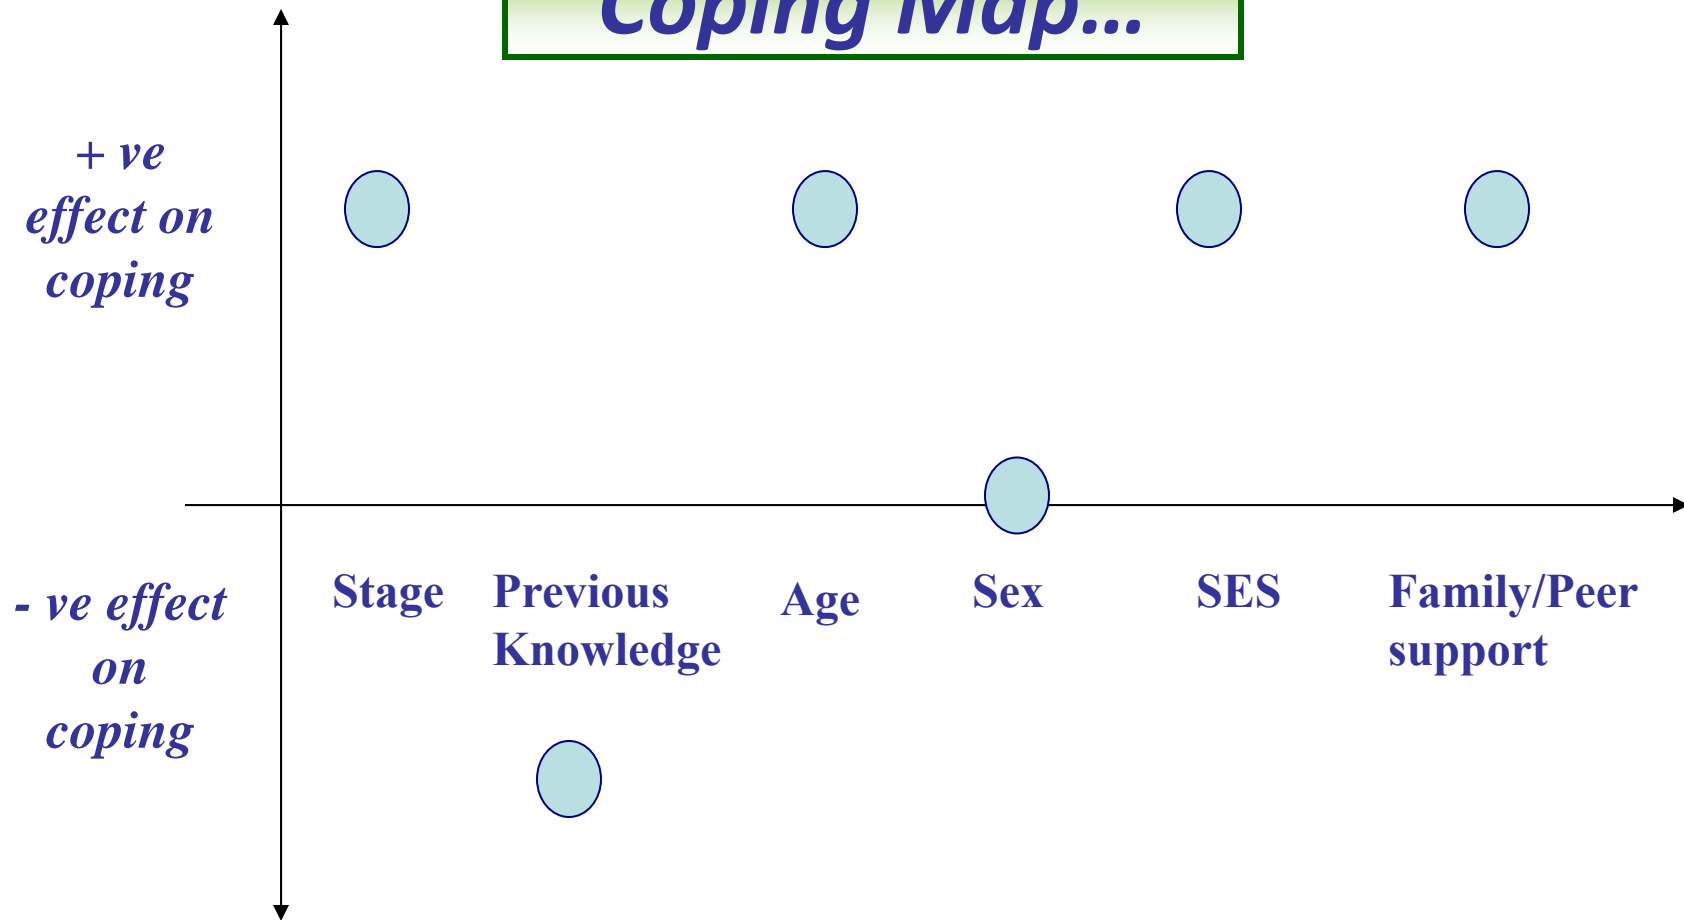 Coping Map...
+ ve
effect on
coping
- ve effect
on
coping
Stage
Previous
Knowledge
Age
Sex
SES
Family/Peer
support